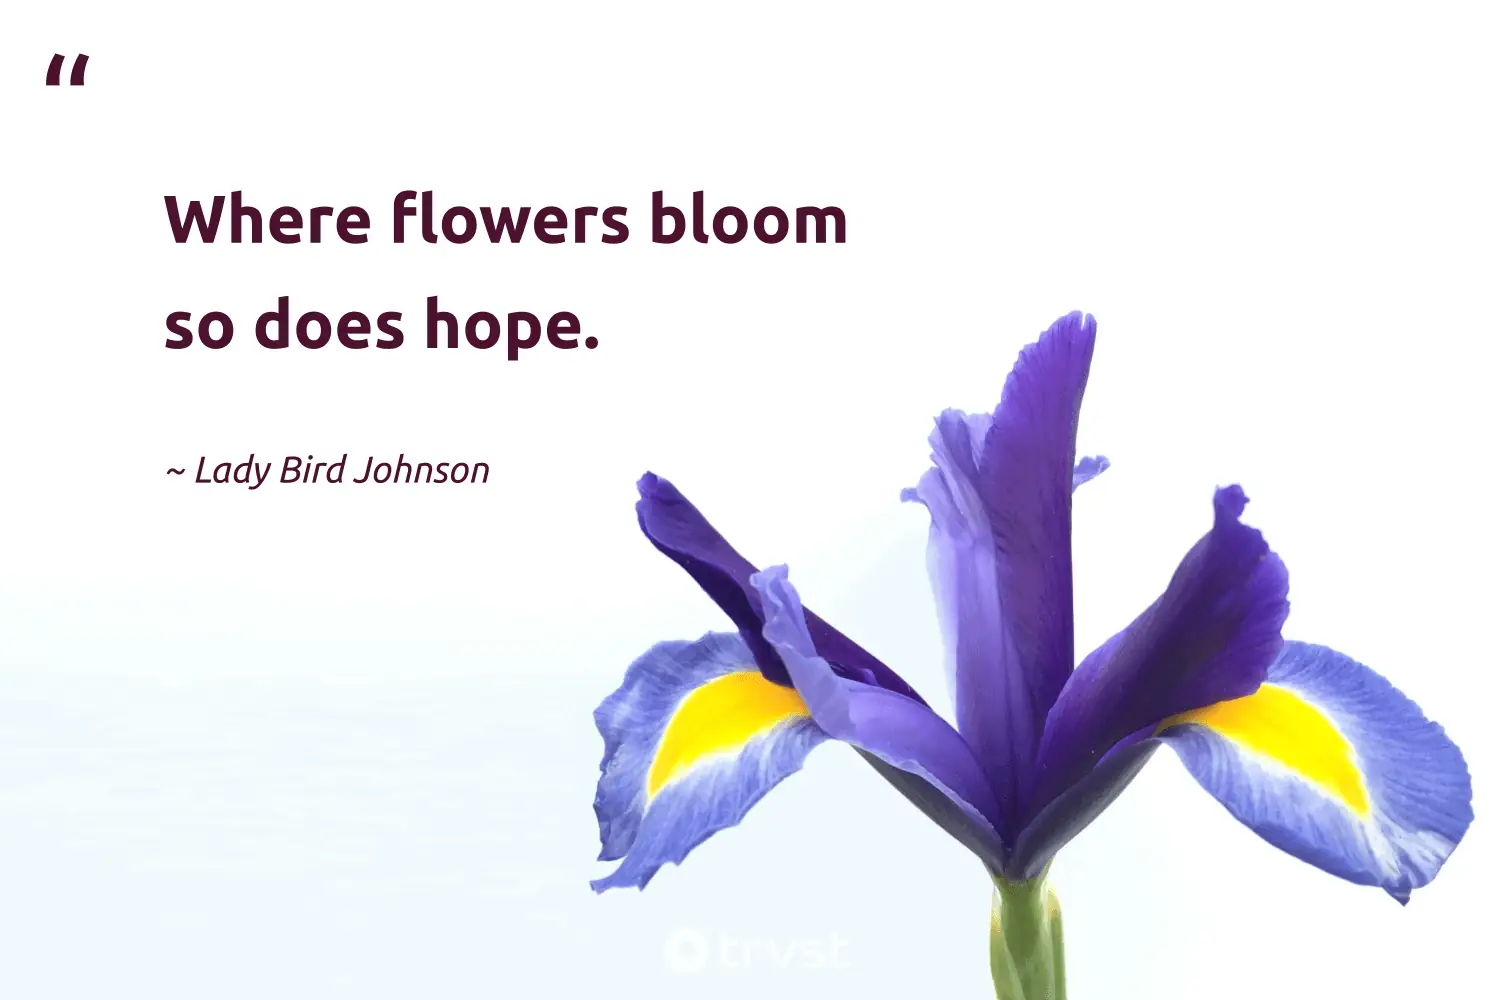 “
Where flowers bloom
so does hope.
~ Lady Bird Johnson
trvst